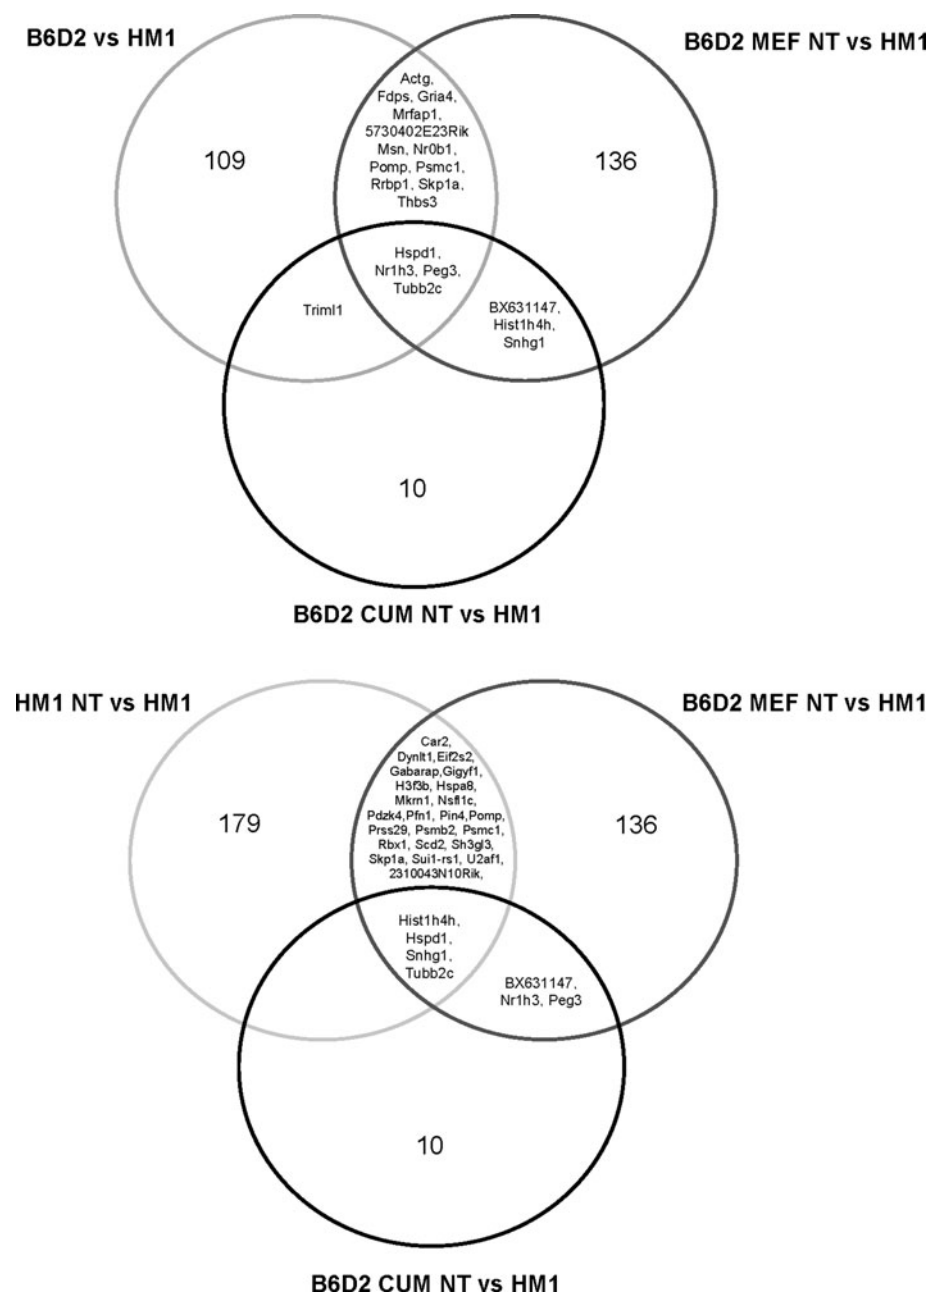 B6D2 vs HM1
B6D2 MEF NT vs HM1
Actg,
Fdps, Gria4,
Mrfap1,
5730402E23Rik
Msn, Nr0b1,
Pomp, Psmc1,
Rrbp1, Skp1a,
Thbs3
109
136
Hspd1,
Nr1h3, Peg3,
Tubb2c
Triml1
BX631147,
Hist1h4h,
Snhg1
10
B6D2 CUM NT vs HM1
HM1 NT vs HM1
B6D2 MEF NT vs HM1
Car2,
Dynlt1,Eif2s2,
Gabarap,Gigyf1,
H3f3b, Hspa8,
Mkrn1, Nsfl1c,
Pdzk4,Pfn1, Pin4,Pomp,
Prss29, Psmb2, Psmc1,
Rbx1, Scd2, Sh3gl3,
Skp1a, Sui1-rs1, U2af1,
2310043N10Rik,
179
136
Hist1h4h,
Hspd1,
Snhg1,
Tubb2c
BX631147,
Nr1h3, Peg3
10
B6D2 CUM NT vs HM1